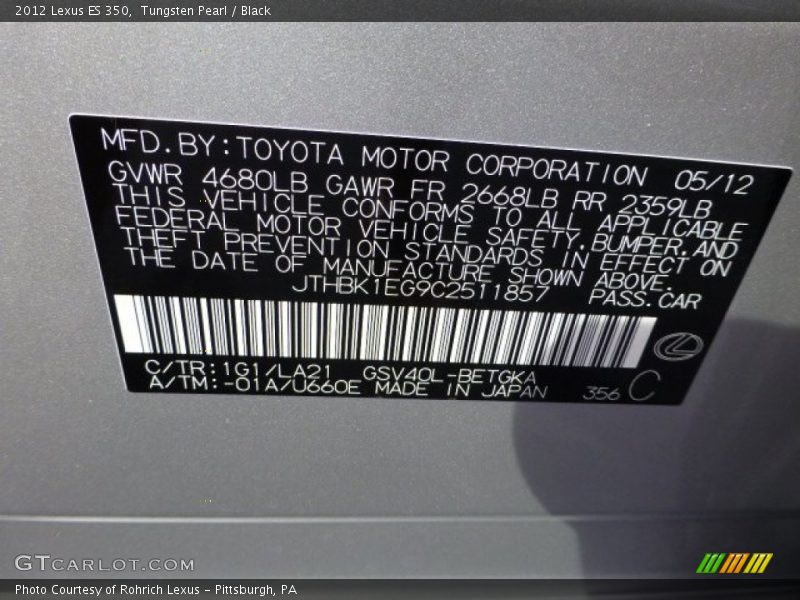 2012 Lexus ES 350, Tungsten Pearl / Black
MFD. BY: TOYOTA MOTOR CORPORATION 05/12
GVWR 4680LB GAWR FR 2668LB RR 2359LB
THIS VEHICLE CONFORMS TO ALL APPLICABLE
FEDERAL MOTOR VEHICLE SAFETY, BUMPER, AND
THEFT PREVENTION STANDARDS IN EFFECT ON
THE DATE OF MANUFACTURE SHOWN ABOVE.
JTHBK1EG9C2511857 PASS. CAR
C/TR: 1G1/LA21 GSV40L-BETGKA
A/TM: -01A/U660E MADE IN JAPAN 356 C
GTCARLOT.COM
Photo Courtesy of Rohrich Lexus - Pittsburgh, PA